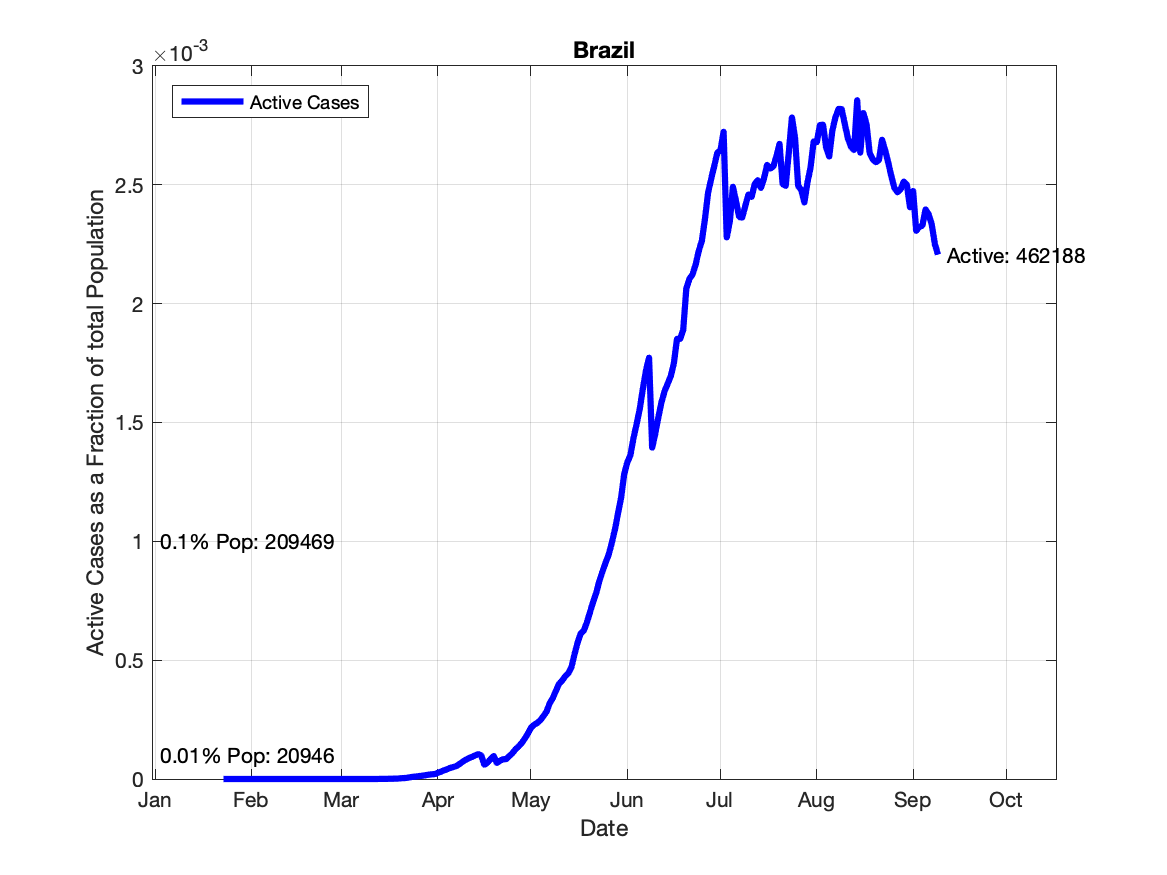 Brazil
×10-3
3
2.5
2
1.5
1
0.5
0
Active Cases as a Fraction of total Population
Active Cases
Active: 462188
0.1% Pop: 209469
0.01% Pop: 20946
Jan Feb Mar Apr May Jun Jul Aug Sep Oct
Date